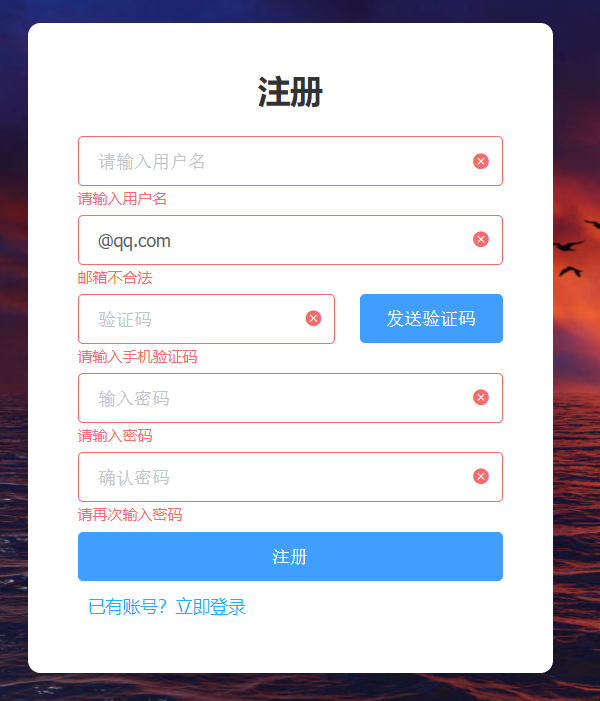 注册
请输入用户名
请输入用户名
@qq.com
邮箱不合法
验证码
发送验证码
请输入手机验证码
输入密码
请输入密码
确认密码
请再次输入密码
注册
已有账号？立即登录